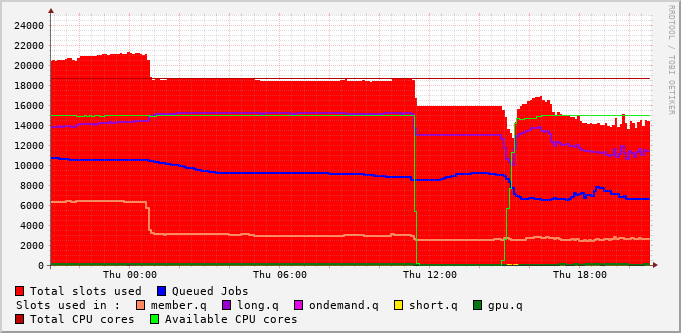 RRDTOOL / TOBI OETIKER
24000
22000
20000
18000
16000
14000
12000
10000
8000
6000
4000
2000
0
Thu 00:00 Thu 06:00 Thu 12:00 Thu 18:00
Total slots used Queued Jobs
Slots used in : member.q long.q ondemand.q short.q gpu.q
Total CPU cores Available CPU cores